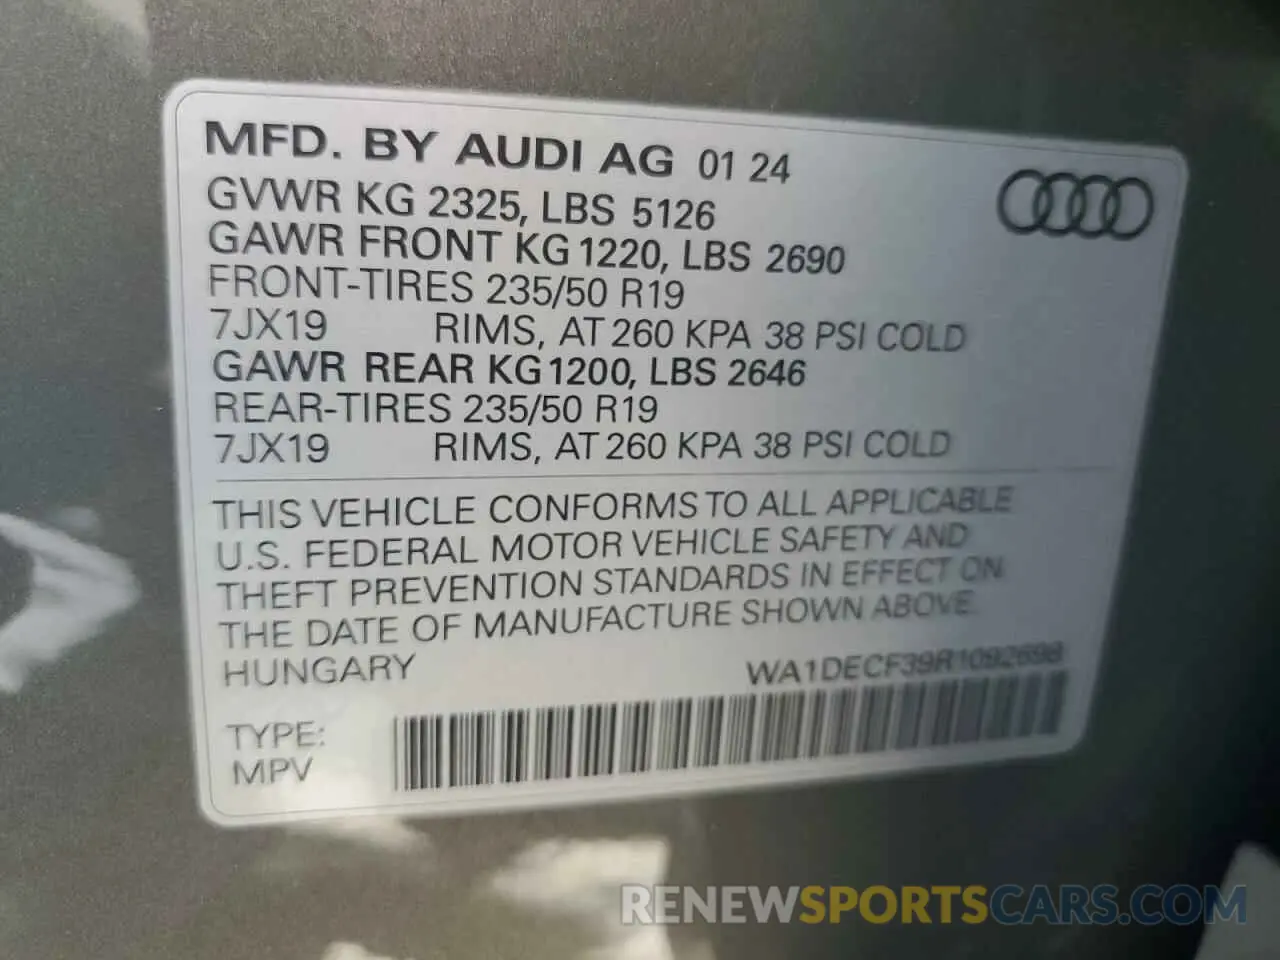 MFD. BY AUDI AG 01 24
GVWR KG 2325, LBS 5126
GAWR FRONT KG 1220, LBS 2690
FRONT-TIRES 235/50 R19
7JX19 RIMS, AT 260 KPA 38 PSI COLD
GAWR REAR KG 1200, LBS 2646
REAR-TIRES 235/50 R19
7JX19 RIMS, AT 260 KPA 38 PSI COLD
THIS VEHICLE CONFORMS TO ALL APPLICABLE
U.S. FEDERAL MOTOR VEHICLE SAFETY AND
THEFT PREVENTION STANDARDS IN EFFECT ON
THE DATE OF MANUFACTURE SHOWN ABOVE.
HUNGARY WA1DECF39R1092698
TYPE:
MPV
RENEWSPORTSCARS.COM